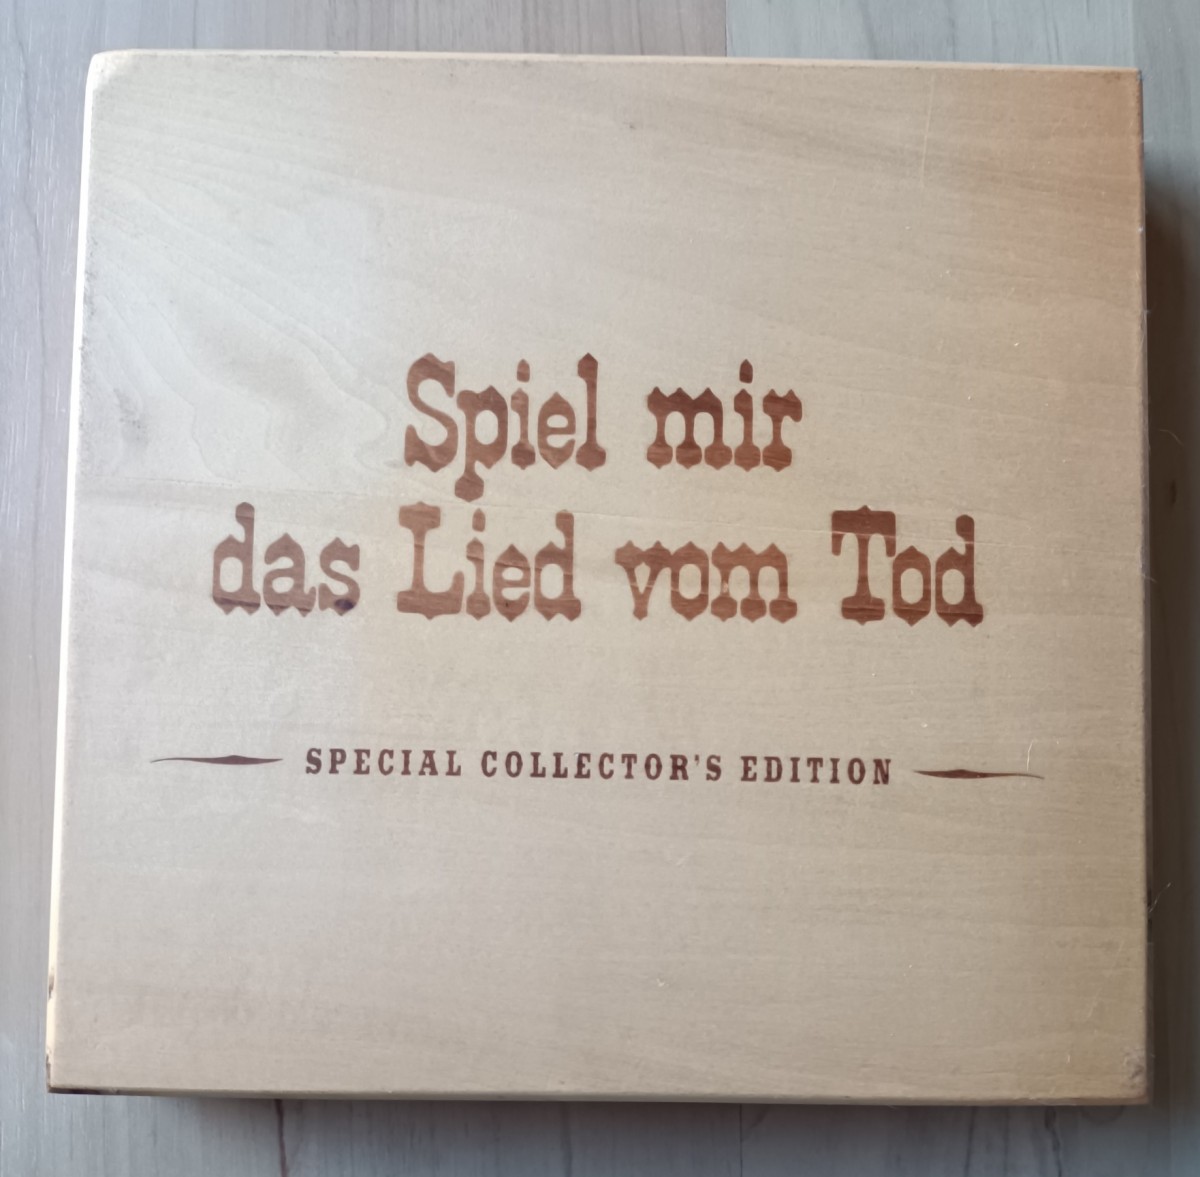 Spiel mir
das Lied vom Tod
SPECIAL COLLECTOR'S EDITION